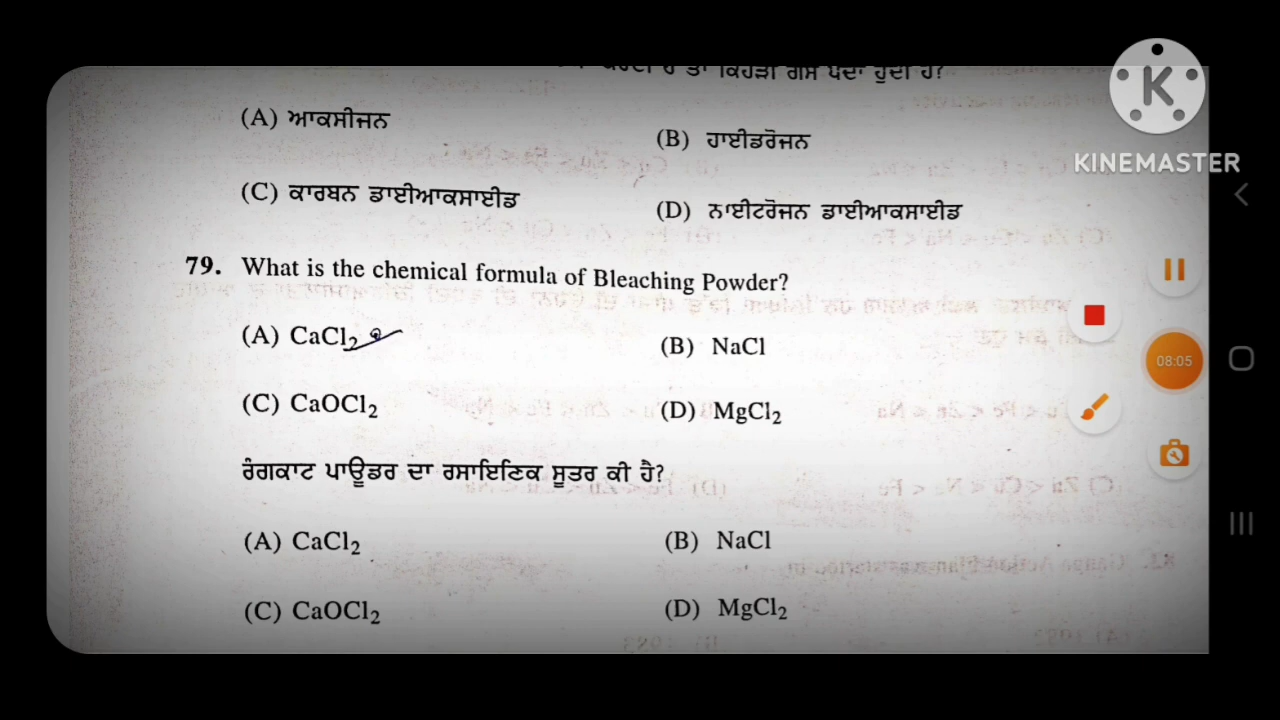 ਤਾਂ ਕਿਹੜੀ ਗੈਸ ਪੈਦਾ ਹੁੰਦੀ ਹੈ?
(A) ਆਕਸੀਜਨ
(B) ਹਾਈਡਰੋਜਨ
(C) ਕਾਰਬਨ ਡਾਈਆਕਸਾਈਡ
(D) ਨਾਈਟਰੋਜਨ ਡਾਈਆਕਸਾਈਡ
79. What is the chemical formula of Bleaching Powder?
(A) CaCl₂
(B) NaCl
(C) CaOCl₂
(D) MgCl₂
ਰੰਗਕਾਟ ਪਾਊਡਰ ਦਾ ਰਸਾਇਣਿਕ ਸੂਤਰ ਕੀ ਹੈ?
(A) CaCl₂
(B) NaCl
(C) CaOCl₂
(D) MgCl₂
K
KINEMASTER
08:05